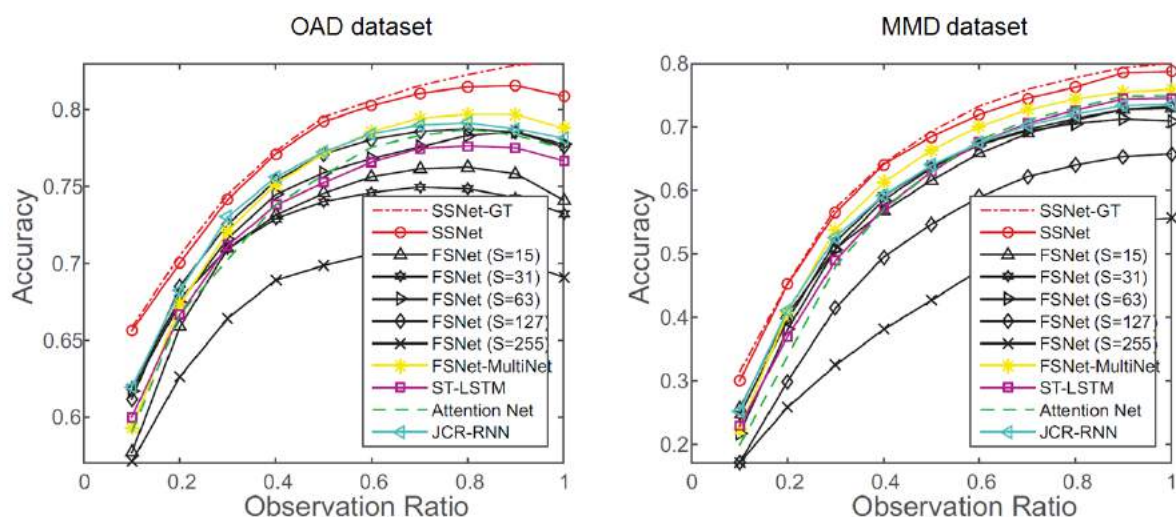 OAD dataset
Accuracy
0.8
0.75
0.7
0.65
0.6
0
0.2
0.4
0.6
0.8
1
Observation Ratio
SSNet-GT
SSNet
FSNet (S=15)
FSNet (S=31)
FSNet (S=63)
FSNet (S=127)
FSNet (S=255)
FSNet-MultiNet
ST-LSTM
Attention Net
JCR-RNN
MMD dataset
Accuracy
0.8
0.7
0.6
0.5
0.4
0.3
0.2
0
0.2
0.4
0.6
0.8
1
Observation Ratio
SSNet-GT
SSNet
FSNet (S=15)
FSNet (S=31)
FSNet (S=63)
FSNet (S=127)
FSNet (S=255)
FSNet-MultiNet
ST-LSTM
Attention Net
JCR-RNN